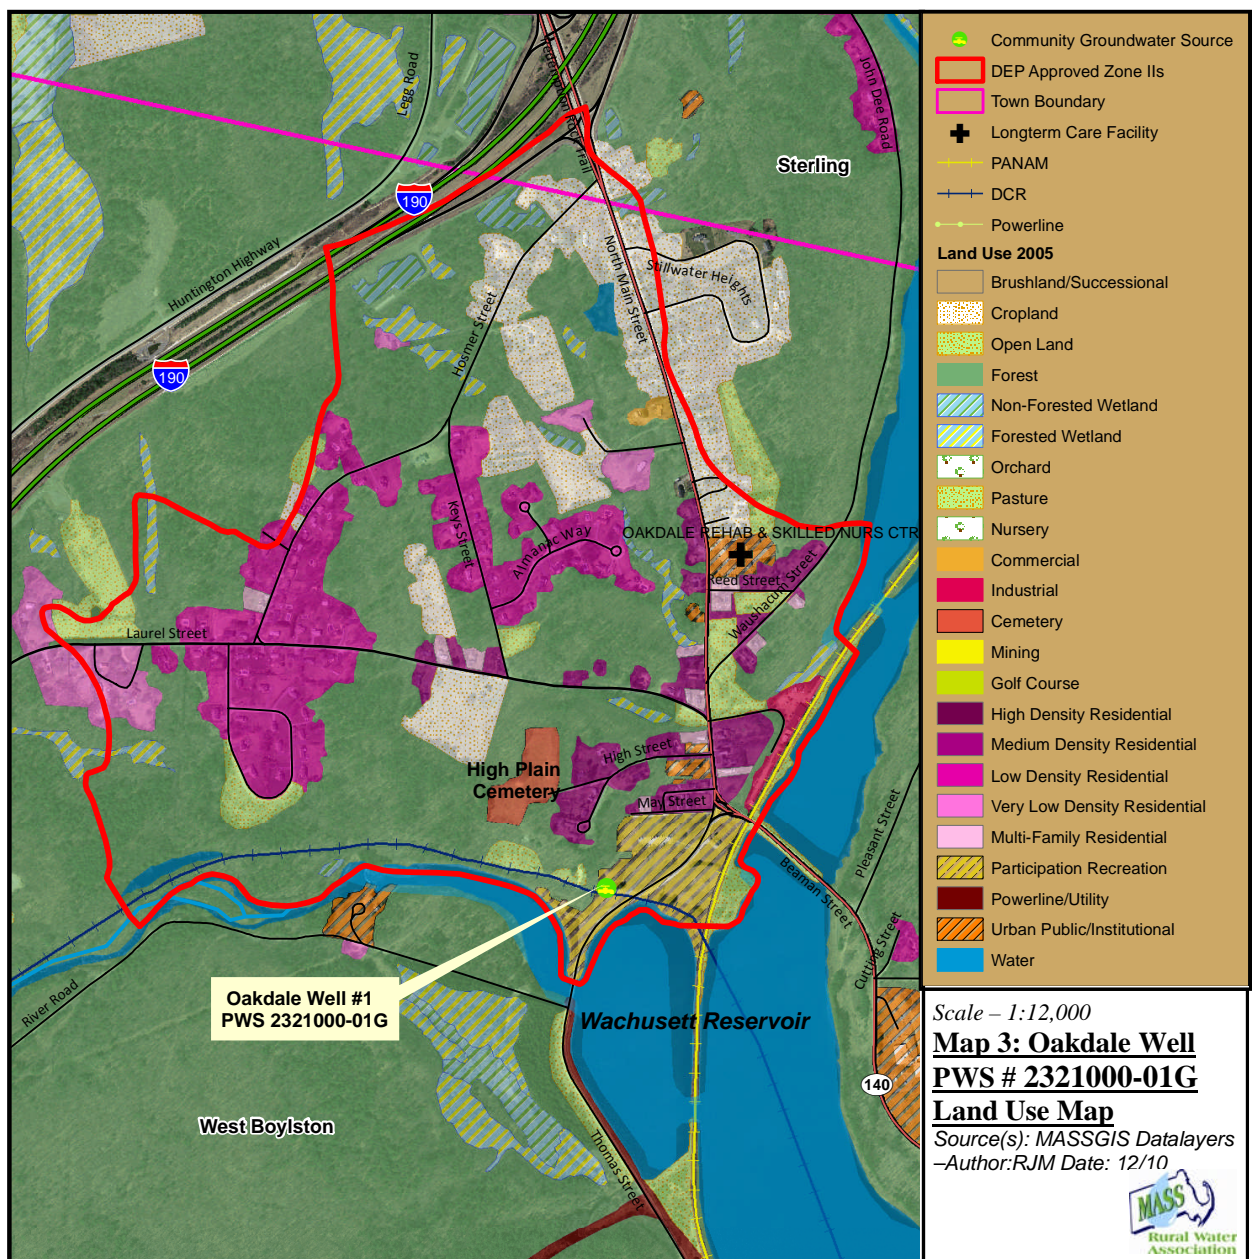 Legg Road
Redemption Rock Trail
John Dee Road
Sterling
190
Huntington Highway
190
Hosmer Street
North Main Street
Stillwater Heights
Keys Street
Almanac Way
OAKDALE REHAB & SKILLED NURS CTR
Reed Street
Waushacum Street
Laurel Street
High Street
High Plain
Cemetery
May Street
Beaman Street
Pleasant Street
Cutting Street
River Road
Oakdale Well #1
PWS 2321000-01G
Wachusett Reservoir
West Boylston
Thomas Street
140
Community Groundwater Source
DEP Approved Zone IIs
Town Boundary
Longterm Care Facility
PANAM
DCR
Powerline
Land Use 2005
Brushland/Successional
Cropland
Open Land
Forest
Non-Forested Wetland
Forested Wetland
Orchard
Pasture
Nursery
Commercial
Industrial
Cemetery
Mining
Golf Course
High Density Residential
Medium Density Residential
Low Density Residential
Very Low Density Residential
Multi-Family Residential
Participation Recreation
Powerline/Utility
Urban Public/Institutional
Water
Scale – 1:12,000
Map 3: Oakdale Well
PWS # 2321000-01G
Land Use Map
Source(s): MASSGIS Datalayers
–Author:RJM Date: 12/10
MASS
Rural Water
Association